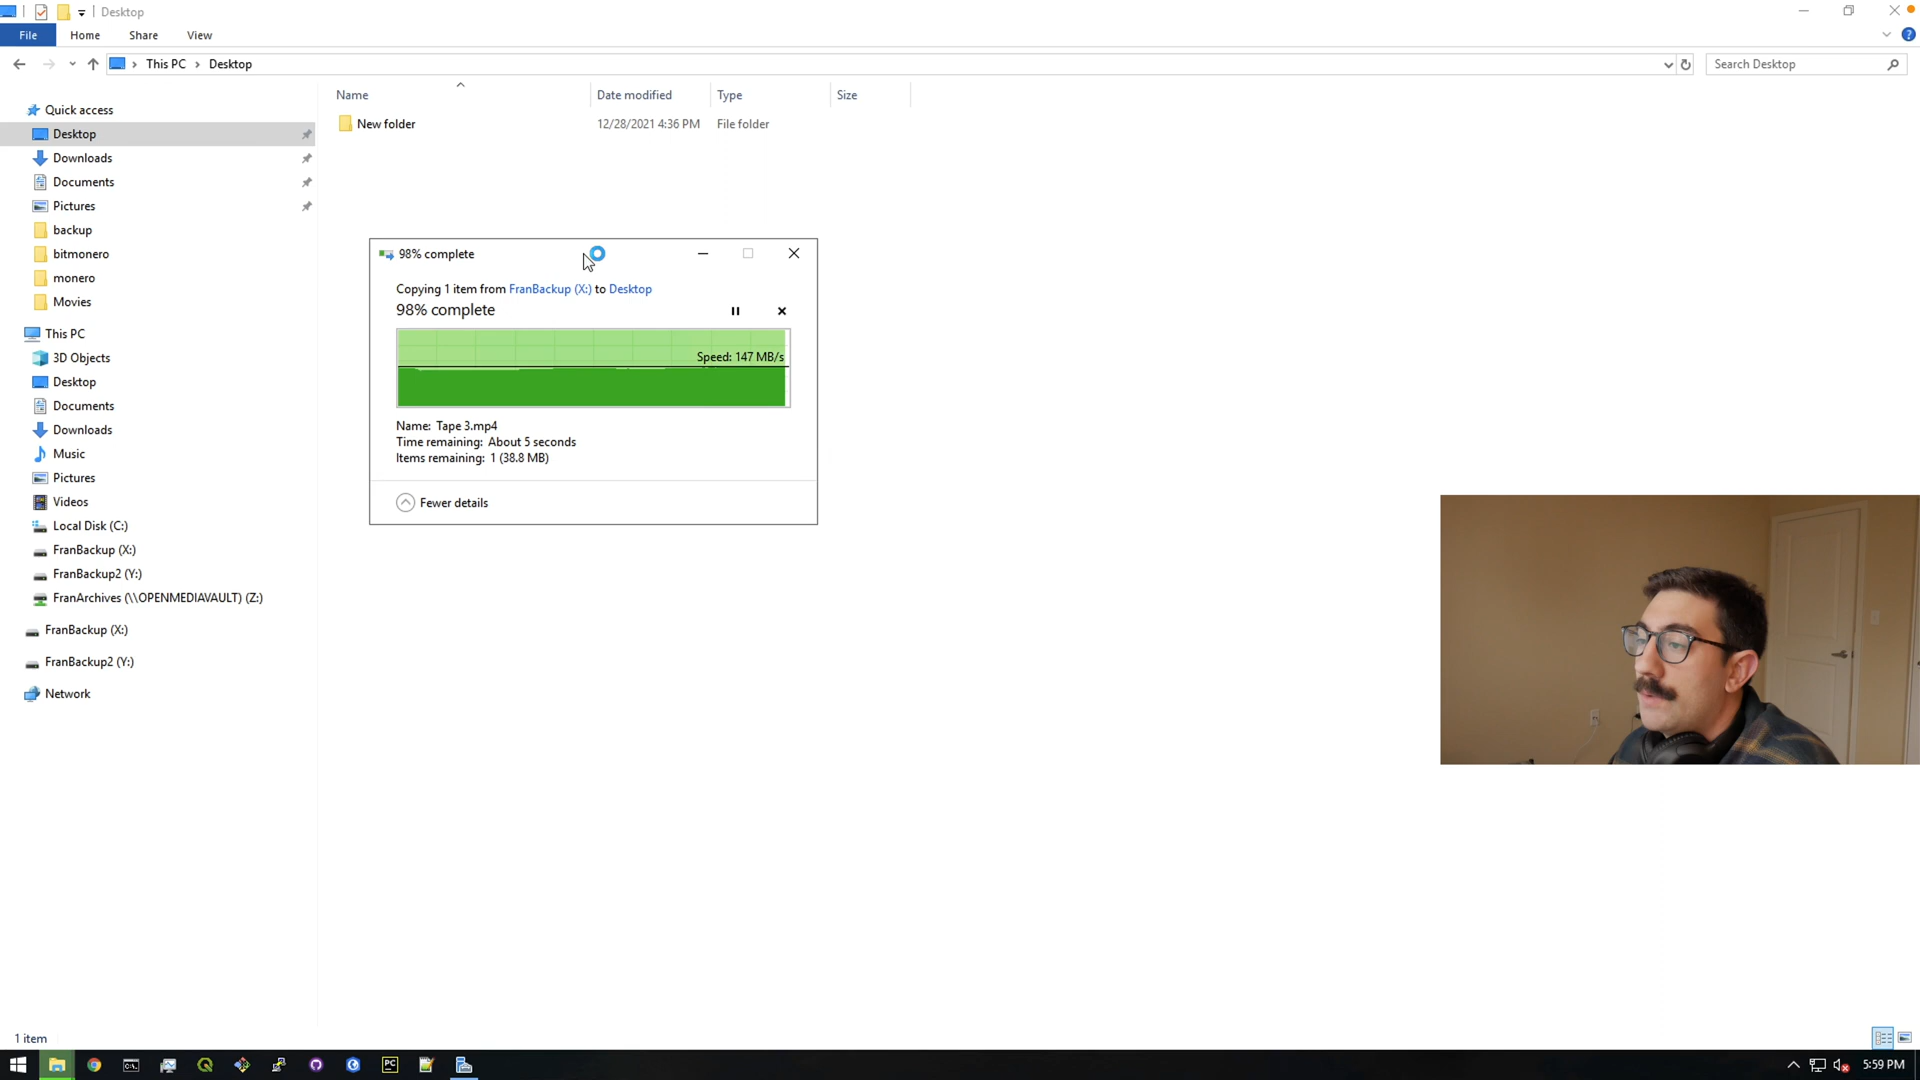 Desktop
File Home Share View
This PC Desktop
Search Desktop
Name Date modified Type Size
New folder 12/28/2021 4:36 PM File folder
Quick access
Desktop
Downloads
Documents
Pictures
backup
bitmonero
monero
Movies
This PC
3D Objects
Desktop
Documents
Downloads
Music
Pictures
Videos
Local Disk (C:)
FranBackup (X:)
FranBackup2 (Y:)
FranArchives (\\OPENMEDIAVAULT) (Z:)
FranBackup (X:)
FranBackup2 (Y:)
Network
98% complete
Copying 1 item from FranBackup (X:) to Desktop
98% complete
Speed: 147 MB/s
Name: Tape 3.mp4
Time remaining: About 5 seconds
Items remaining: 1 (38.8 MB)
Fewer details
1 item
PC
5:59 PM